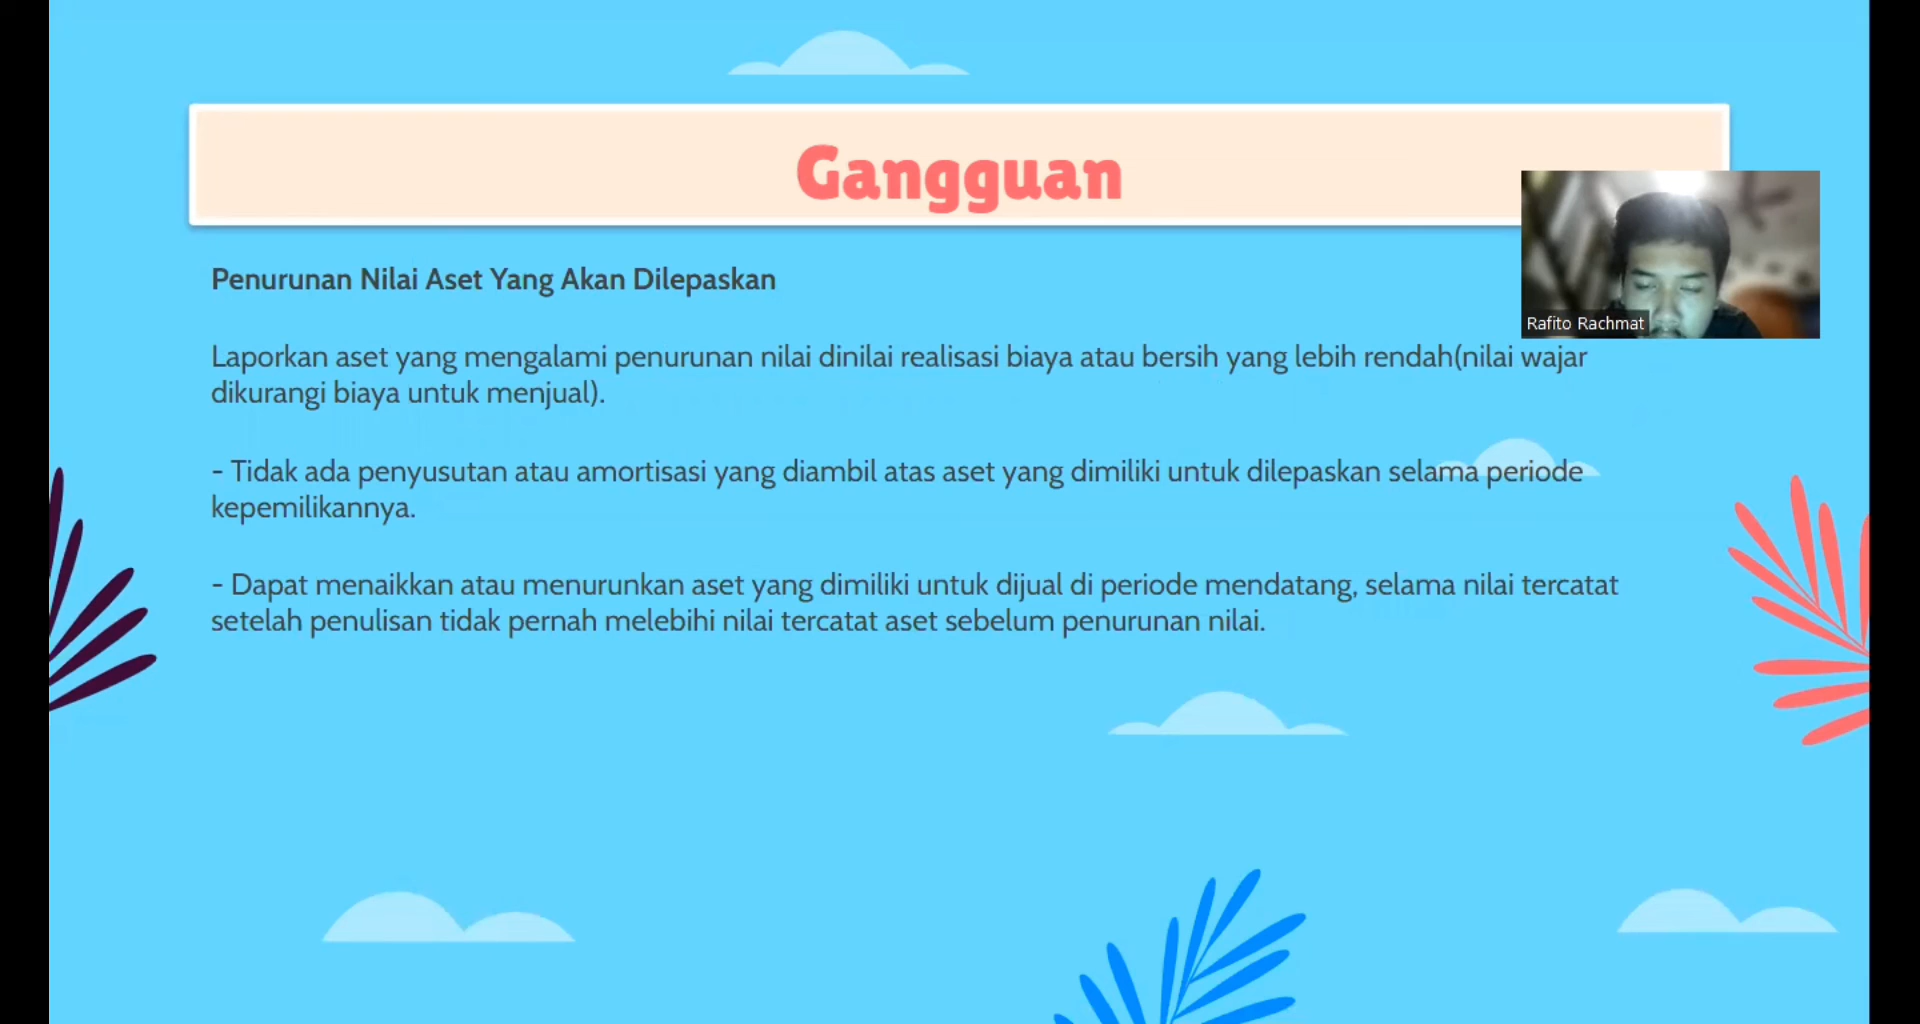 Gangguan
Penurunan Nilai Aset Yang Akan Dilepaskan
Rafito Rachmat
Laporkan aset yang mengalami penurunan nilai dinilai realisasi biaya atau bersih yang lebih rendah(nilai wajar
dikurangi biaya untuk menjual).
- Tidak ada penyusutan atau amortisasi yang diambil atas aset yang dimiliki untuk dilepaskan selama periode
kepemilikannya.
- Dapat menaikkan atau menurunkan aset yang dimiliki untuk dijual di periode mendatang, selama nilai tercatat
setelah penulisan tidak pernah melebihi nilai tercatat aset sebelum penurunan nilai.